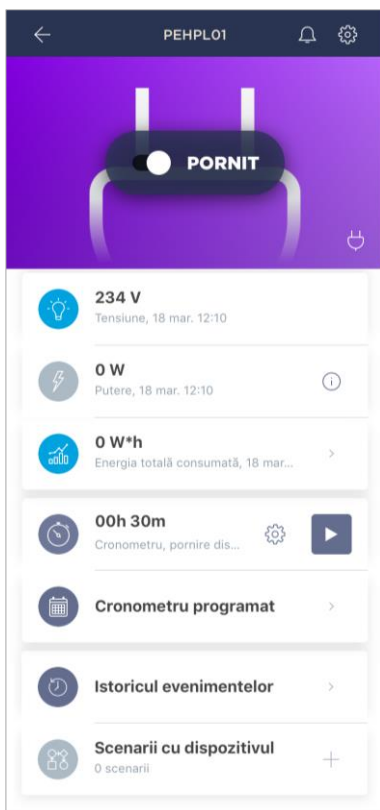 PEHPL01
PORNIT
234 V
Tensiune, 18 mar. 12:10
0 W
Putere, 18 mar. 12:10
0 W*h
Energia totală consumată, 18 mar...
00h 30m
Cronometru, pornire dis...
Cronometru programat
Istoricul evenimentelor
Scenarii cu dispozitivul
0 scenarii